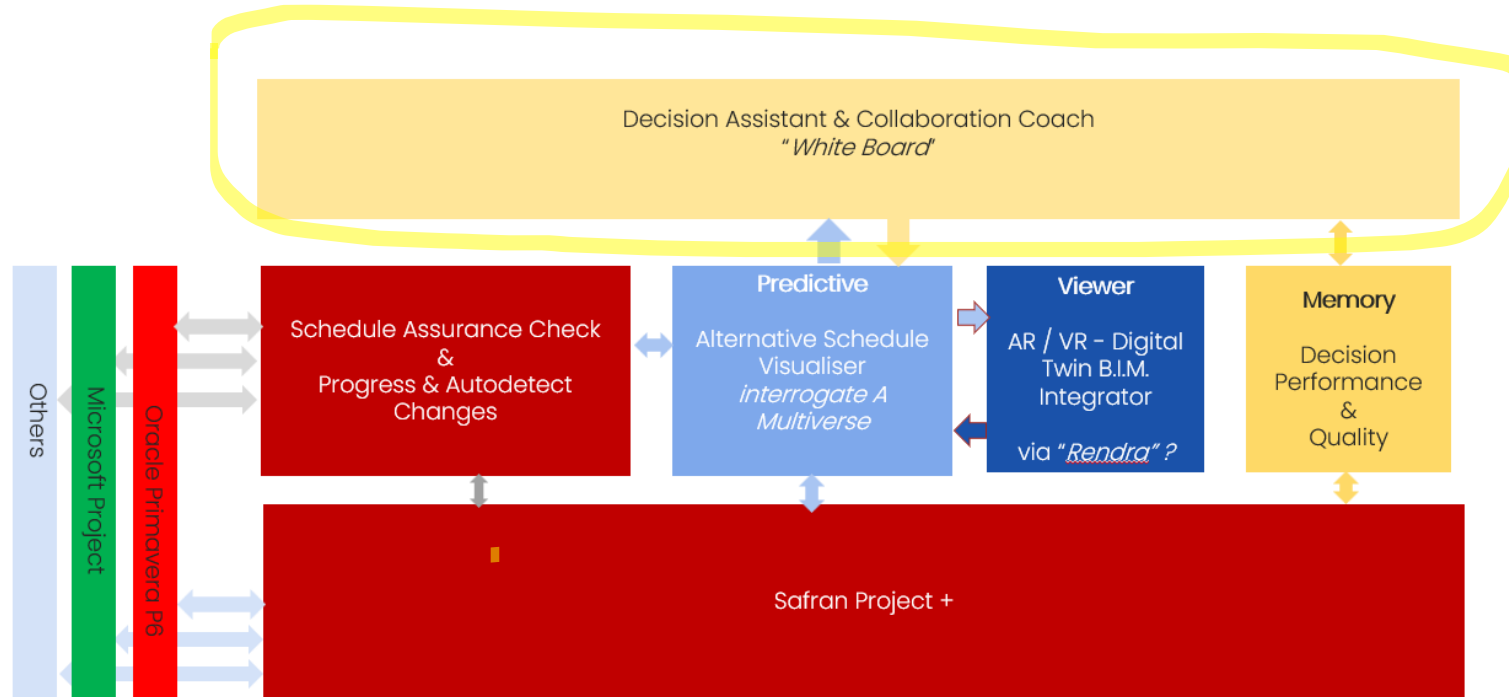 Decision Assistant & Collaboration Coach
“White Board”
Others
Microsoft Project
Oracle Primavera P6
Schedule Assurance Check
&
Progress & Autodetect
Changes
Predictive
Alternative Schedule
Visualiser
interrogate A
Multiverse
Viewer
AR / VR - Digital
Twin B.I.M.
Integrator
via “Rendra” ?
Memory
Decision
Performance
&
Quality
Safran Project +